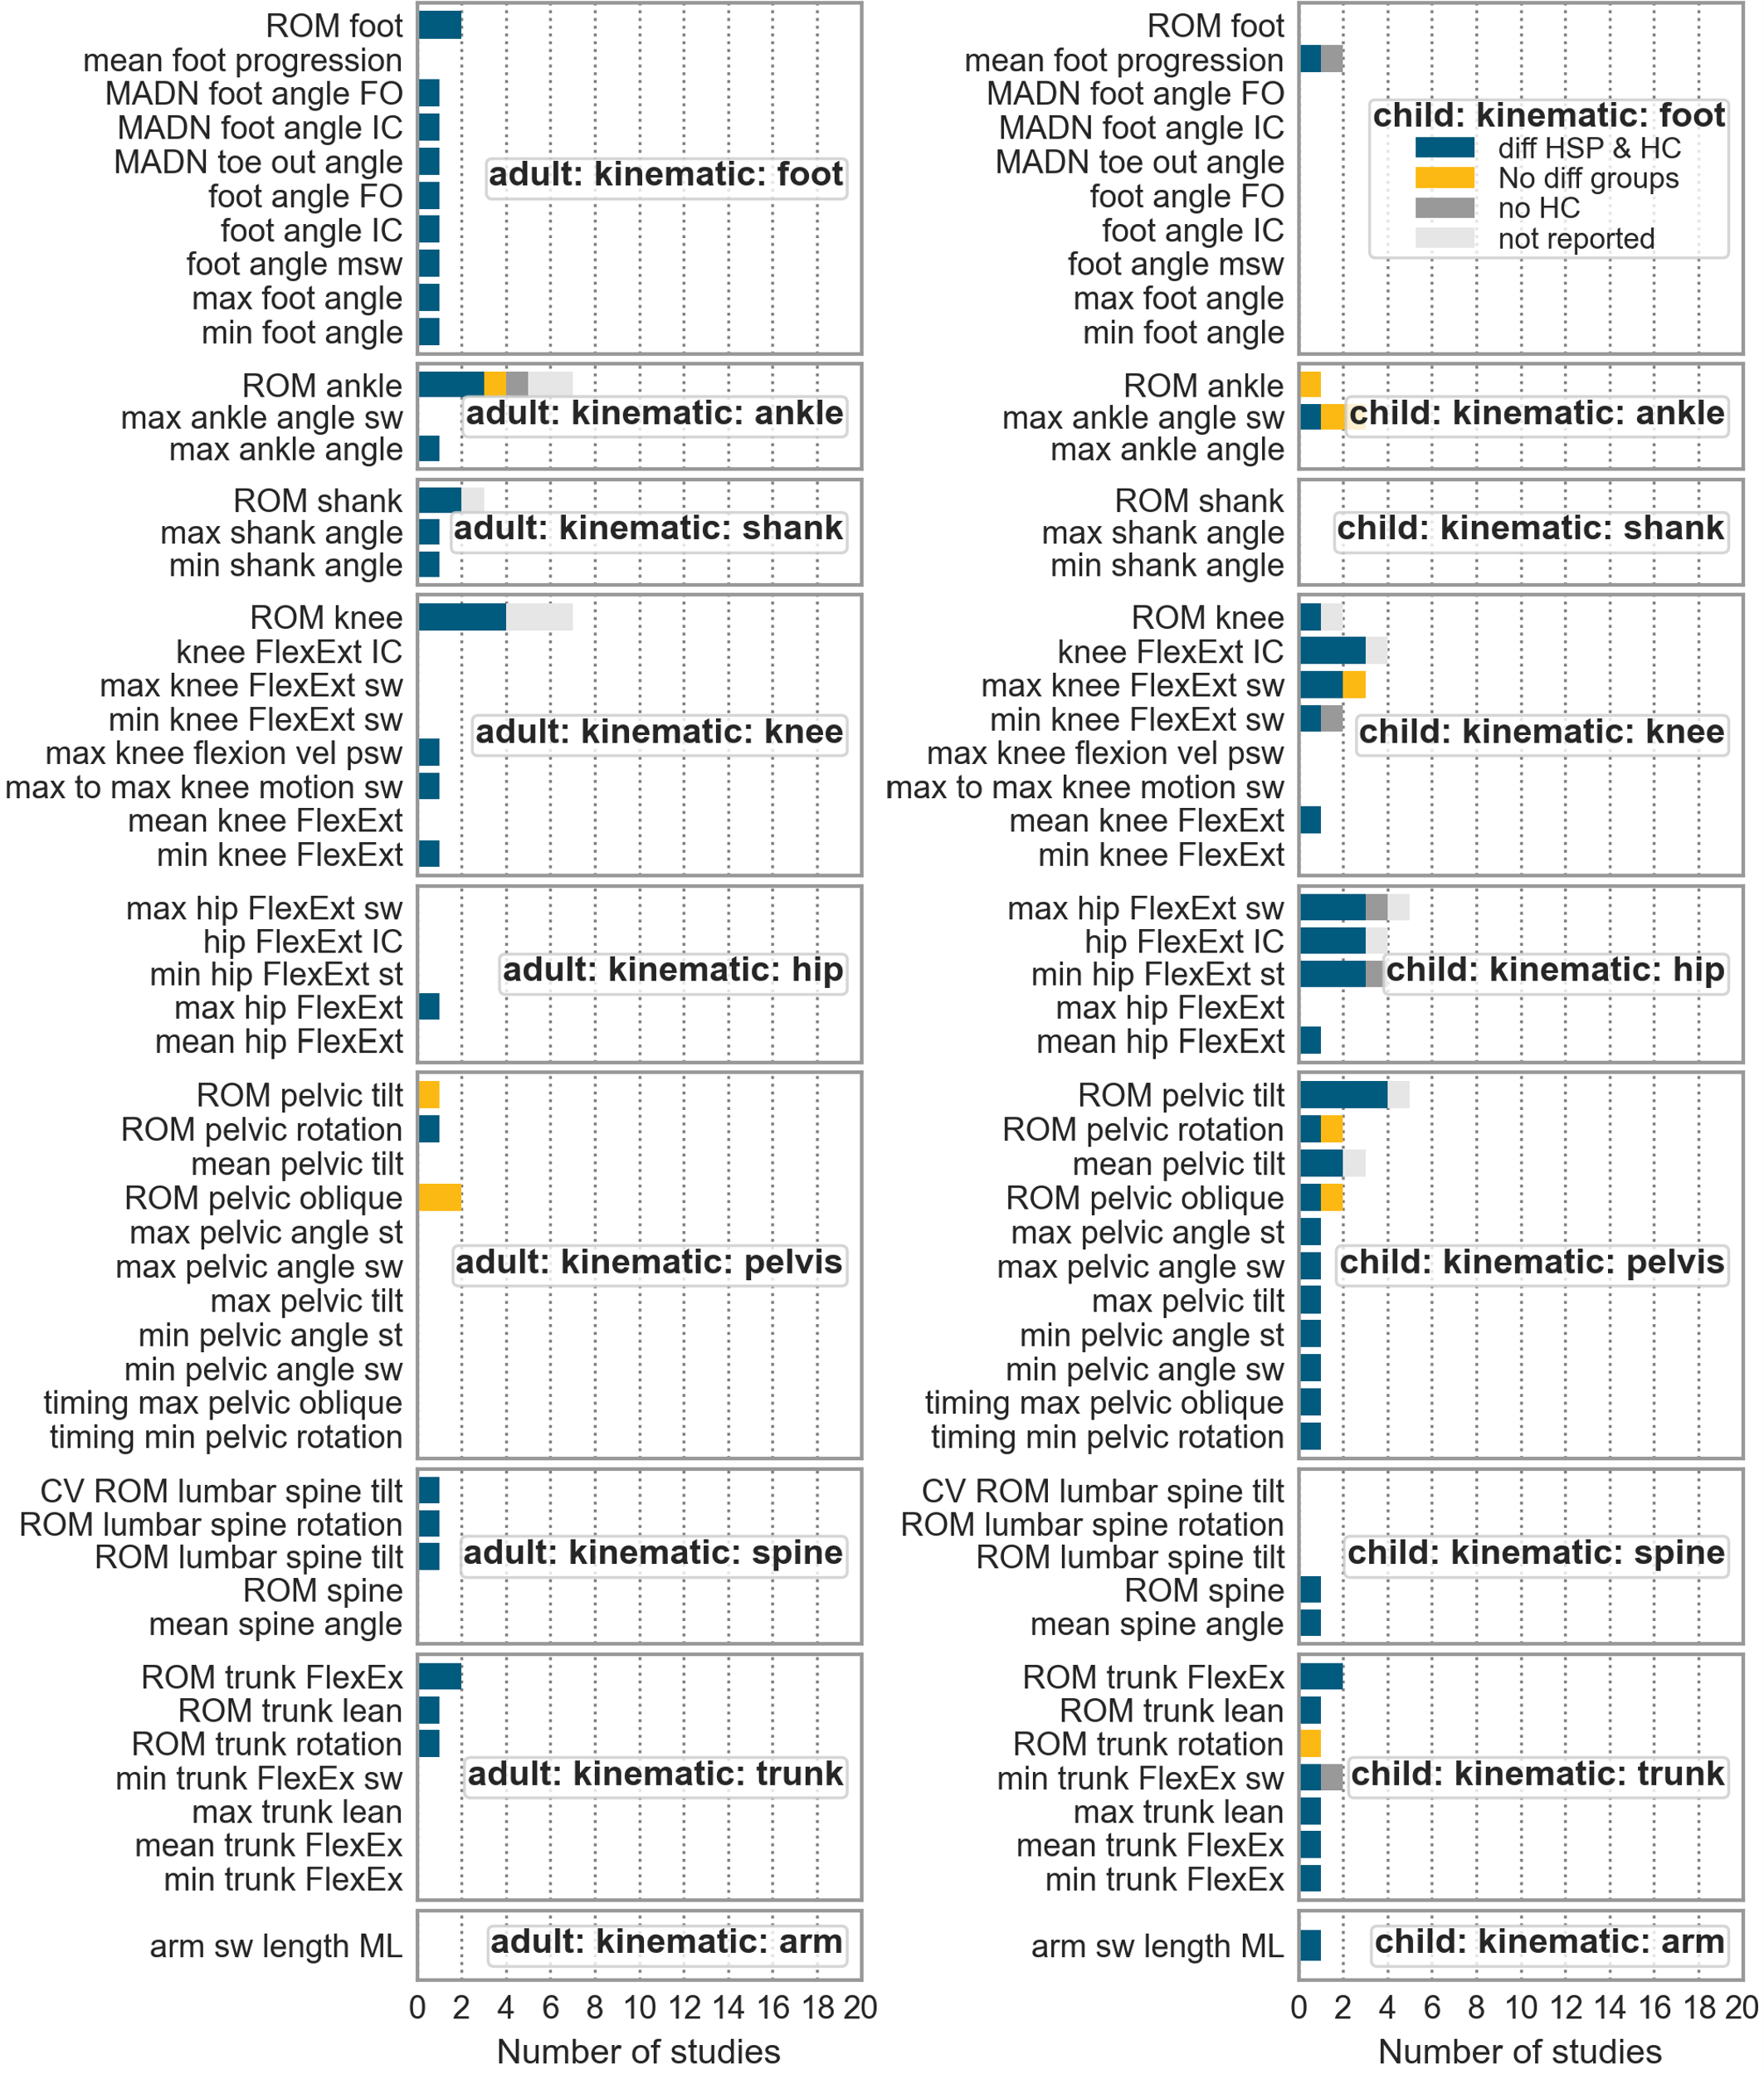 ROM foot
mean foot progression
MADN foot angle FO
MADN foot angle IC
MADN toe out angle
foot angle FO
foot angle IC
foot angle msw
max foot angle
min foot angle
adult: kinematic: foot
ROM foot
mean foot progression
MADN foot angle FO
MADN foot angle IC
MADN toe out angle
foot angle FO
foot angle IC
foot angle msw
max foot angle
min foot angle
child: kinematic: foot
diff HSP & HC
No diff groups
no HC
not reported
ROM ankle
max ankle angle sw
max ankle angle
adult: kinematic: ankle
ROM ankle
max ankle angle sw
max ankle angle
child: kinematic: ankle
ROM shank
max shank angle
min shank angle
adult: kinematic: shank
ROM shank
max shank angle
min shank angle
child: kinematic: shank
ROM knee
knee FlexExt IC
max knee FlexExt sw
min knee FlexExt sw
max knee flexion vel psw
max to max knee motion sw
mean knee FlexExt
min knee FlexExt
adult: kinematic: knee
ROM knee
knee FlexExt IC
max knee FlexExt sw
min knee FlexExt sw
max knee flexion vel psw
max to max knee motion sw
mean knee FlexExt
min knee FlexExt
child: kinematic: knee
max hip FlexExt sw
hip FlexExt IC
min hip FlexExt st
max hip FlexExt
mean hip FlexExt
adult: kinematic: hip
max hip FlexExt sw
hip FlexExt IC
min hip FlexExt st
max hip FlexExt
mean hip FlexExt
child: kinematic: hip
ROM pelvic tilt
ROM pelvic rotation
mean pelvic tilt
ROM pelvic oblique
max pelvic angle st
max pelvic angle sw
max pelvic tilt
min pelvic angle st
min pelvic angle sw
timing max pelvic oblique
timing min pelvic rotation
adult: kinematic: pelvis
ROM pelvic tilt
ROM pelvic rotation
mean pelvic tilt
ROM pelvic oblique
max pelvic angle st
max pelvic angle sw
max pelvic tilt
min pelvic angle st
min pelvic angle sw
timing max pelvic oblique
timing min pelvic rotation
child: kinematic: pelvis
CV ROM lumbar spine tilt
ROM lumbar spine rotation
ROM lumbar spine tilt
ROM spine
mean spine angle
adult: kinematic: spine
CV ROM lumbar spine tilt
ROM lumbar spine rotation
ROM lumbar spine tilt
ROM spine
mean spine angle
child: kinematic: spine
ROM trunk FlexEx
ROM trunk lean
ROM trunk rotation
min trunk FlexEx sw
max trunk lean
mean trunk FlexEx
min trunk FlexEx
adult: kinematic: trunk
ROM trunk FlexEx
ROM trunk lean
ROM trunk rotation
min trunk FlexEx sw
max trunk lean
mean trunk FlexEx
min trunk FlexEx
child: kinematic: trunk
arm sw length ML
adult: kinematic: arm
arm sw length ML
child: kinematic: arm
0 2 4 6 8 10 12 14 16 18 20
Number of studies
0 2 4 6 8 10 12 14 16 18 20
Number of studies